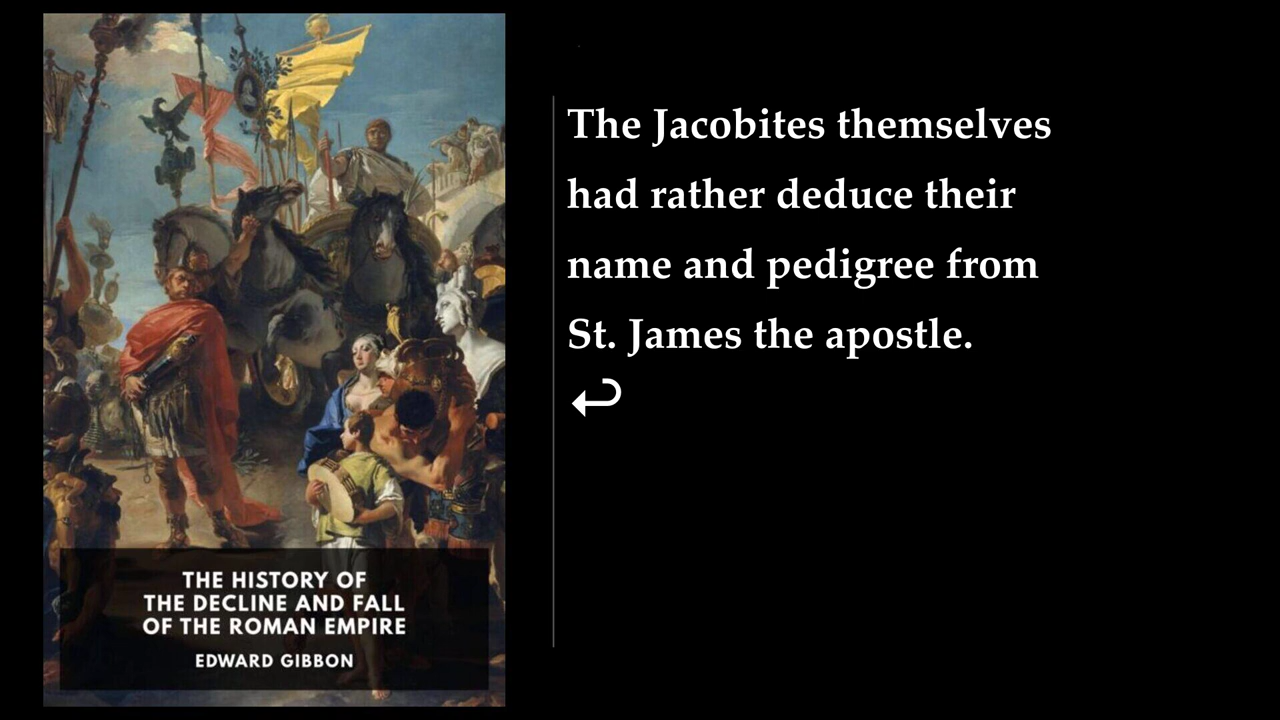 THE HISTORY OF
THE DECLINE AND FALL
OF THE ROMAN EMPIRE
EDWARD GIBBON
The Jacobites themselves
had rather deduce their
name and pedigree from
St. James the apostle.
↩